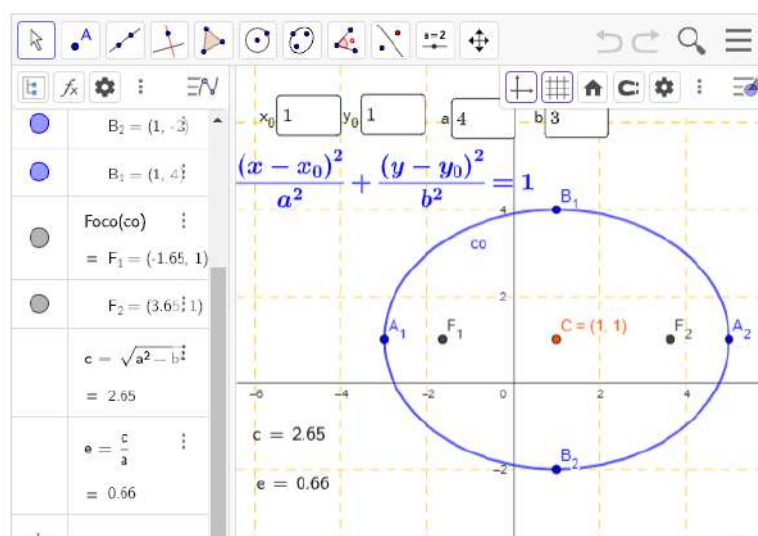 A
a=2
B₂ = (1, -2)
B₁ = (1, 4)
Foco(co)
= F₁ = (-1.65, 1)
F₂ = (3.65, 1)
c = √a² – b²
= 2.65
e = c/a
= 0.66
x₀ 1 y₀ 1 a 4 b 3
(x – x₀)²/a² + (y – y₀)²/b² = 1
B₁
4
co
2
A₁ F₁ C = (1, 1) F₂ A₂
-6 -4 -2 0 2 4
c = 2.65
B₂
-2
e = 0.66